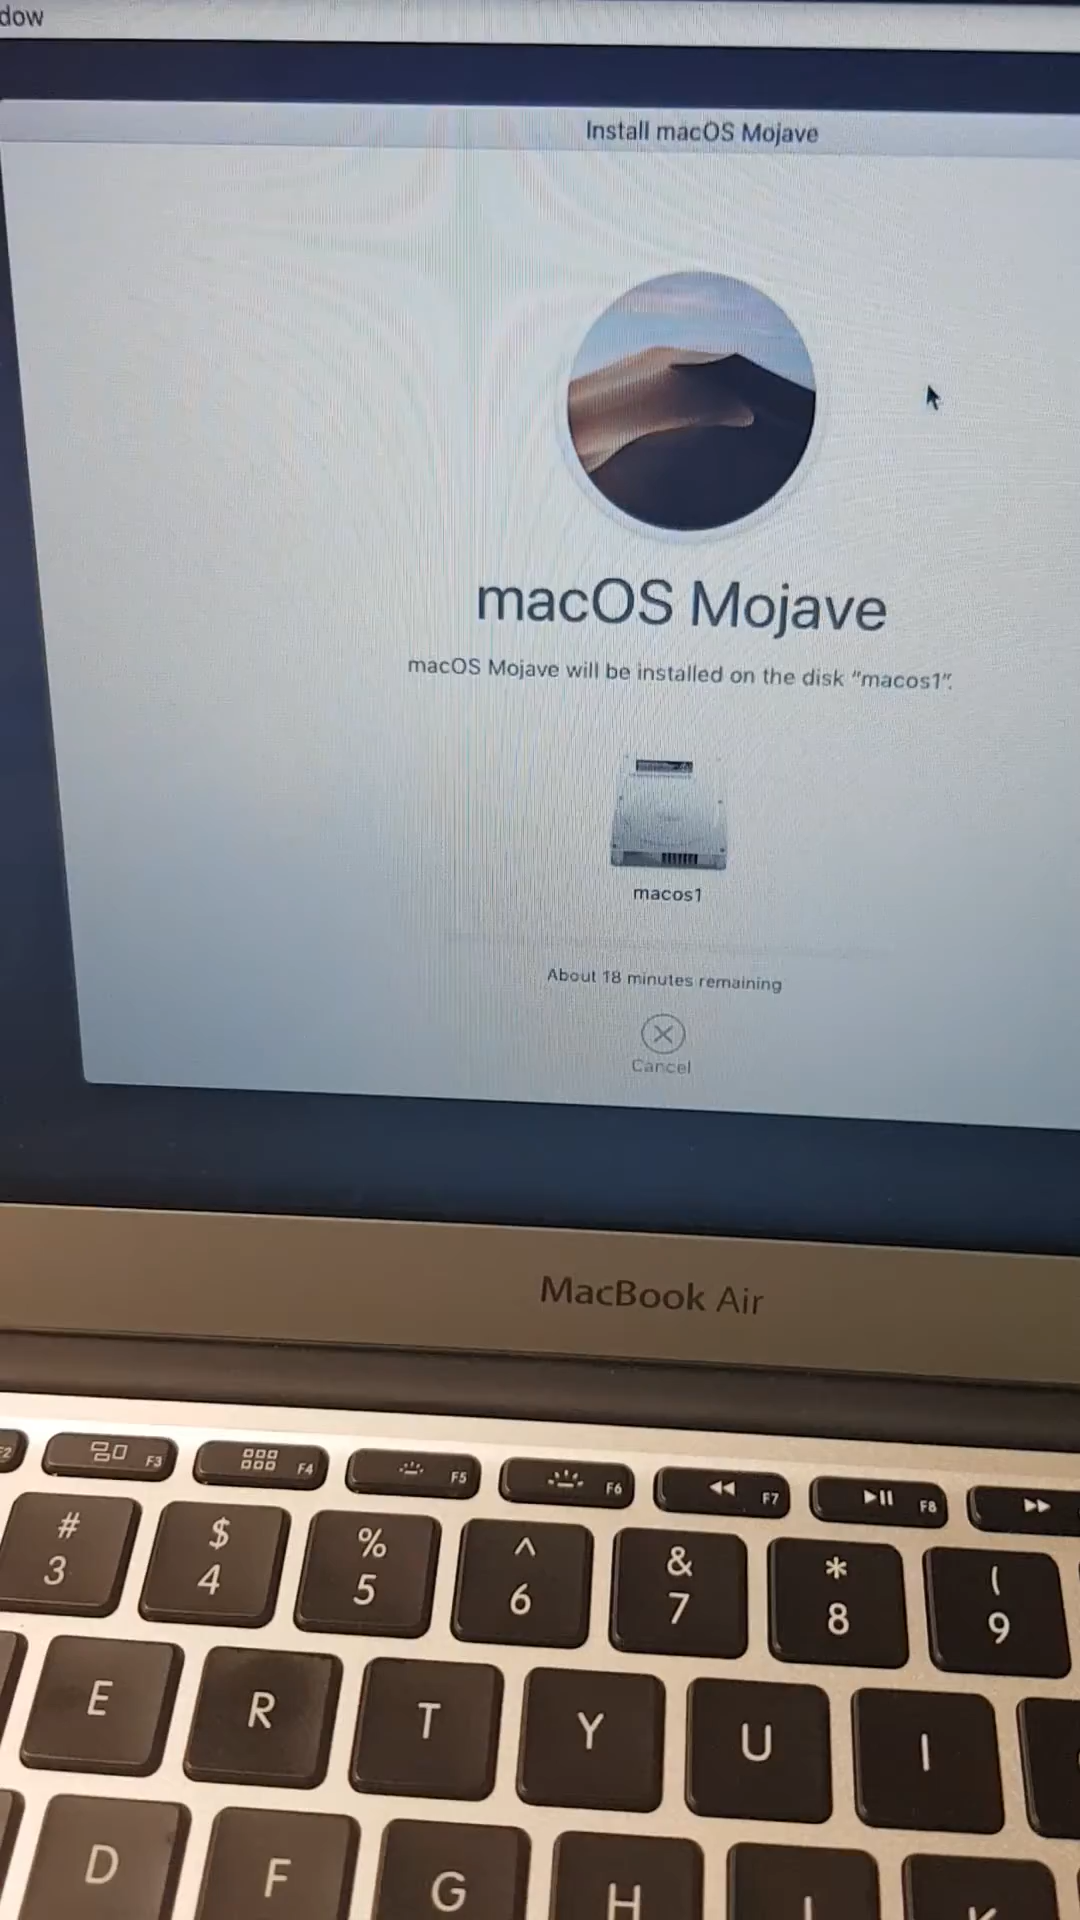 dow
Install macOS Mojave
macOS Mojave
macOS Mojave will be installed on the disk “macos1”.
macos1
About 18 minutes remaining
Cancel
MacBook Air
F3 F4 F5 F6 F7 F8
# $ % ^ & * (
3 4 5 6 7 8 9
E R T Y U I
D F G H